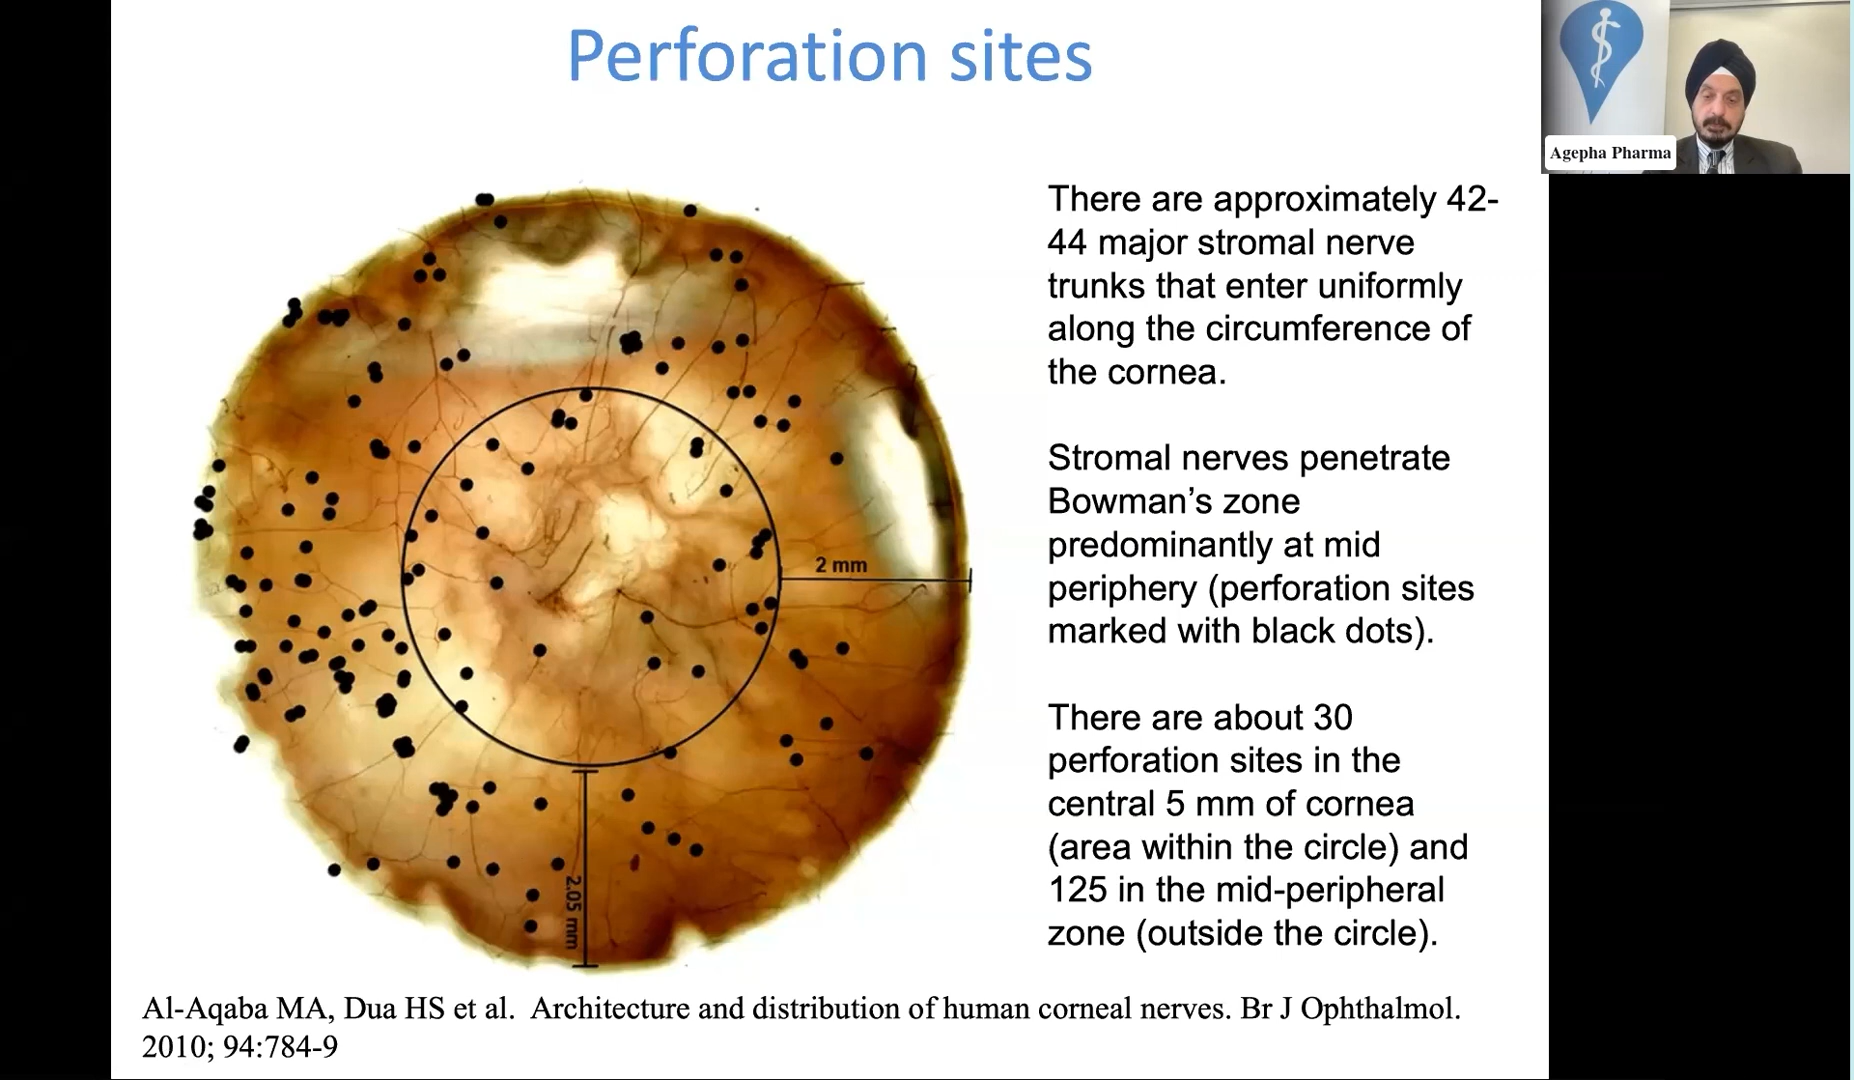 Perforation sites
Agepha Pharma
There are approximately 42-
44 major stromal nerve
trunks that enter uniformly
along the circumference of
the cornea.
Stromal nerves penetrate
Bowman’s zone
predominantly at mid
periphery (perforation sites
marked with black dots).
There are about 30
perforation sites in the
central 5 mm of cornea
(area within the circle) and
125 in the mid-peripheral
zone (outside the circle).
2 mm
2.05 mm
Al-Aqaba MA, Dua HS et al.  Architecture and distribution of human corneal nerves. Br J Ophthalmol.
2010; 94:784-9